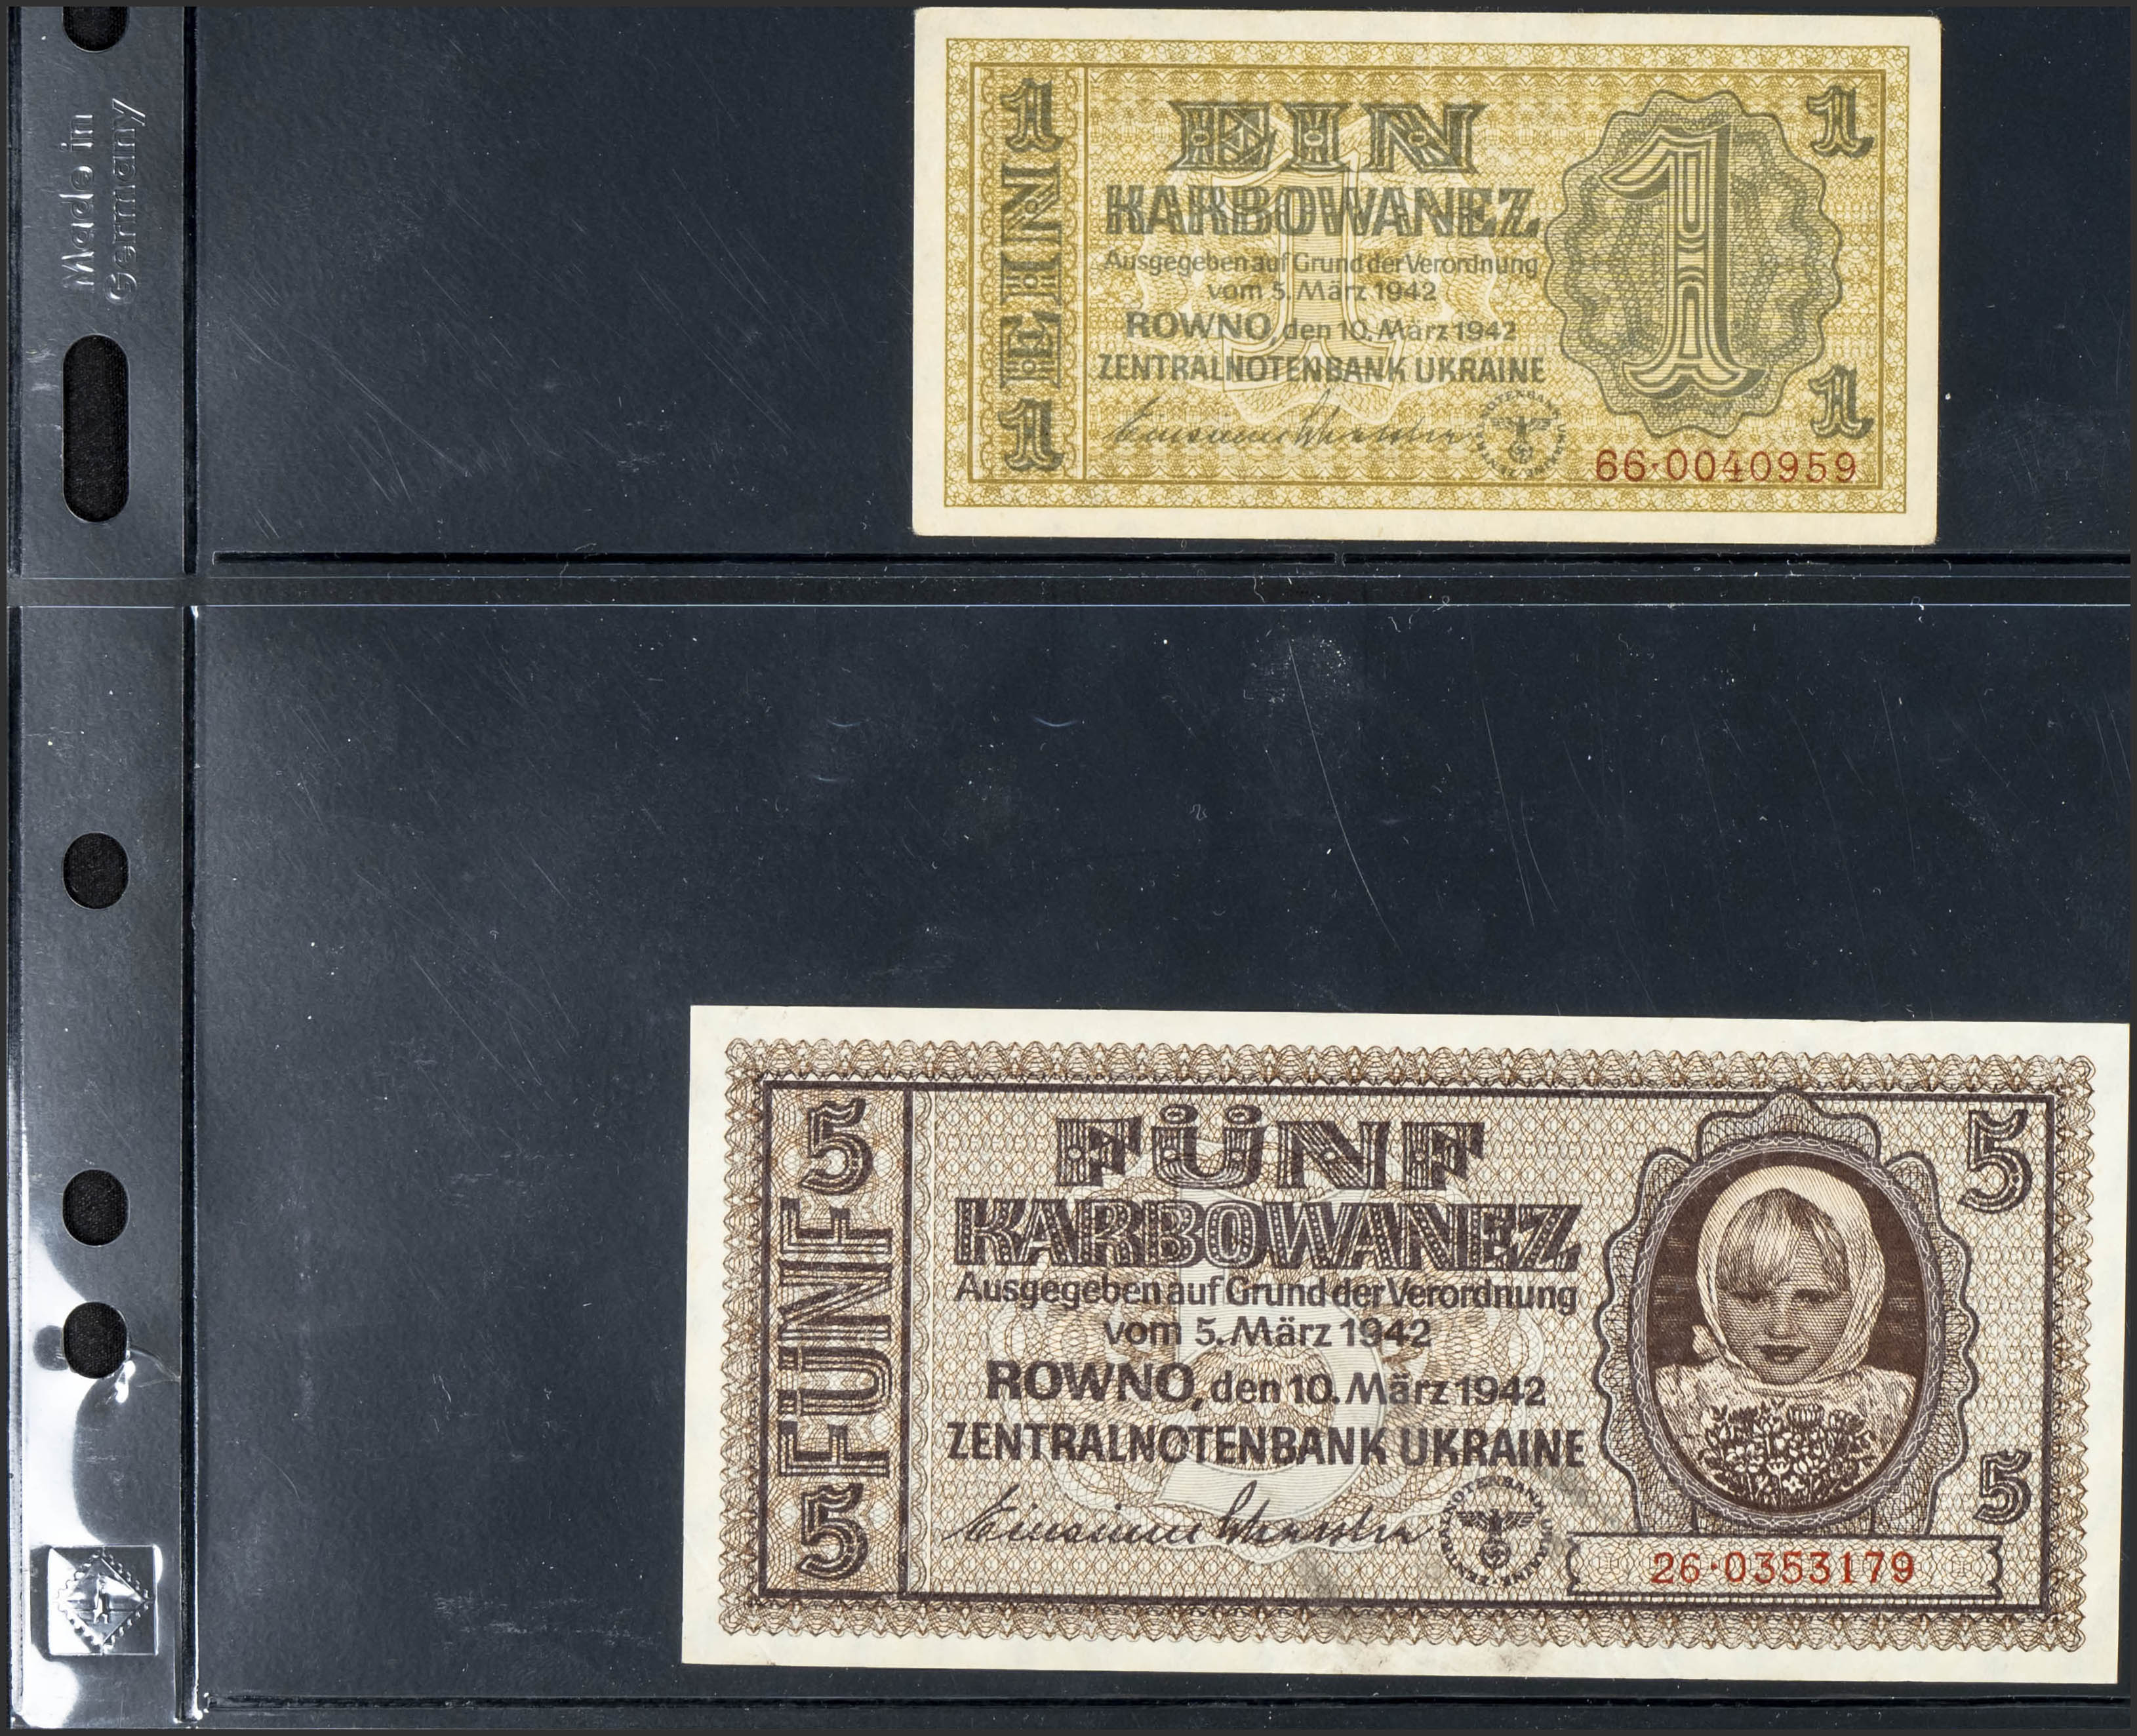 Made in
Germany
1 EIN 1
EIN
KARBOWANEZ
Ausgegeben auf Grund der Verordnung
vom 5. März 1942
ROWNO, den 10. März 1942
ZENTRALNOTENBANK UKRAINE
1
1
1
66·0040959
5 FÜNF 5
FÜNF
KARBOWANEZ
Ausgegeben auf Grund der Verordnung
vom 5. März 1942
ROWNO, den 10. März 1942
ZENTRALNOTENBANK UKRAINE
5
5
26·0353179